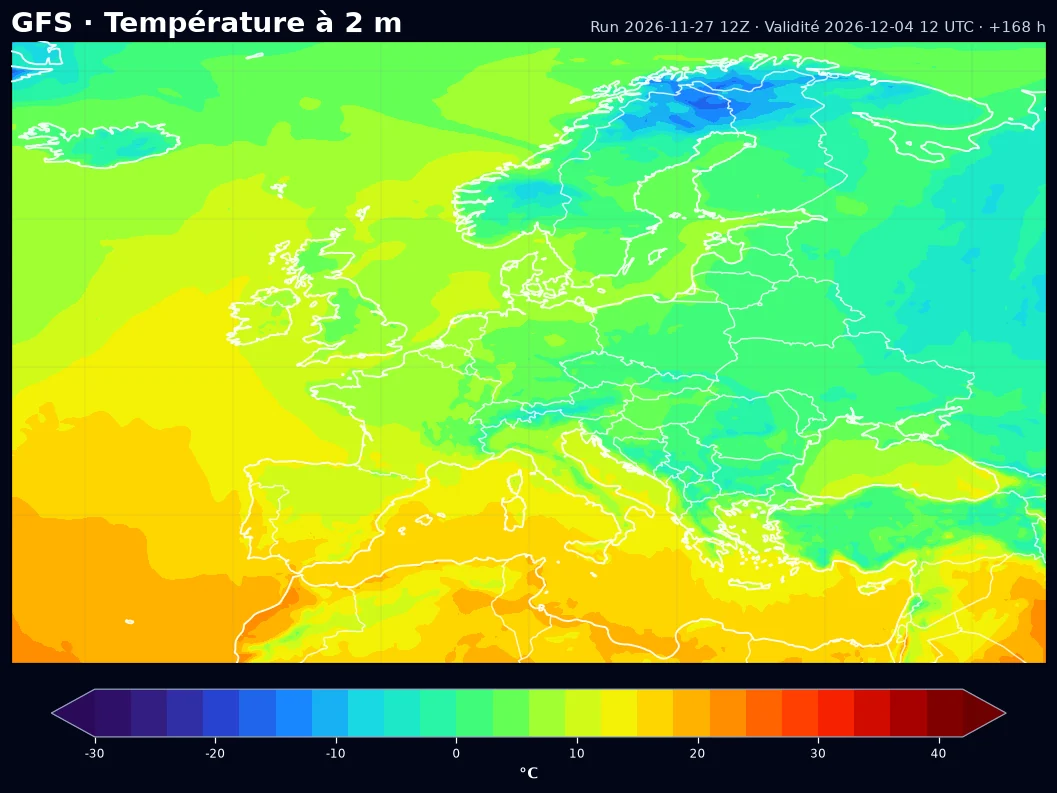 GFS · Température à 2 m
Run 2026-11-27 12Z · Validité 2026-12-04 12 UTC · +168 h
-30 -20 -10 0 10 20 30 40
°C